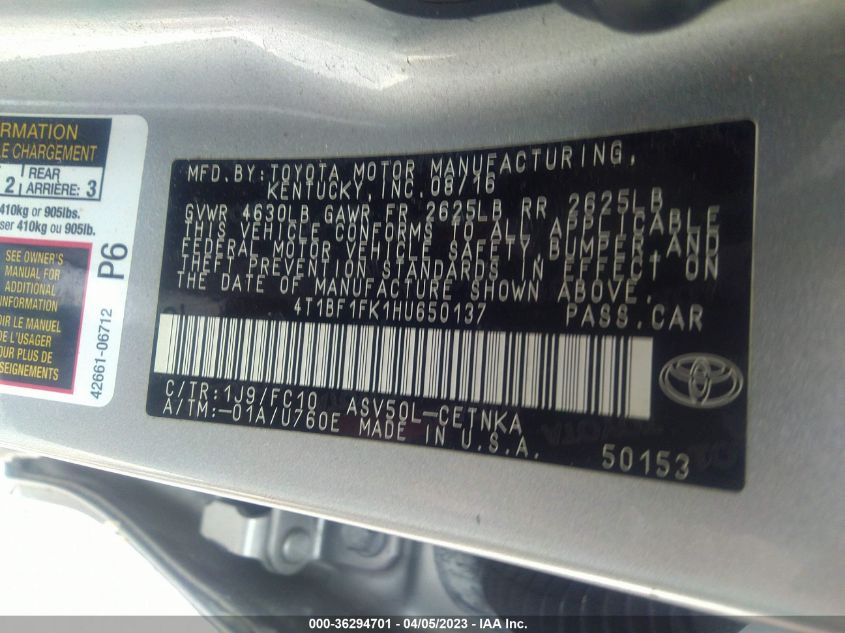 RMATION
E CHARGEMENT
2 REAR ARRIÈRE: 3
410kg or 905lbs.
ser 410kg ou 905lb.
SEE OWNER'S
MANUAL FOR
ADDITIONAL
INFORMATION
OIR LE MANUEL
DE L'USAGER
OUR PLUS DE
SEIGNEMENTS
P6
42661-06712
MFD.BY:TOYOTA MOTOR MANUFACTURING,
KENTUCKY,INC.08/16
GVWR 4630LB GAWR FR 2625LB RR 2625LB
THIS VEHICLE CONFORMS TO ALL APPLICABLE
FEDERAL MOTOR VEHICLE SAFETY,BUMPER,AND
THEFT PREVENTION STANDARDS IN EFFECT ON
THE DATE OF MANUFACTURE SHOWN ABOVE.
4T1BF1FK1HU650137 PASS.CAR
C/TR:1J9/FC10 ASV50L-CETNKA
A/TM:-01A/U760E MADE IN U.S.A.
50153
000-36294701 - 04/05/2023 - IAA Inc.